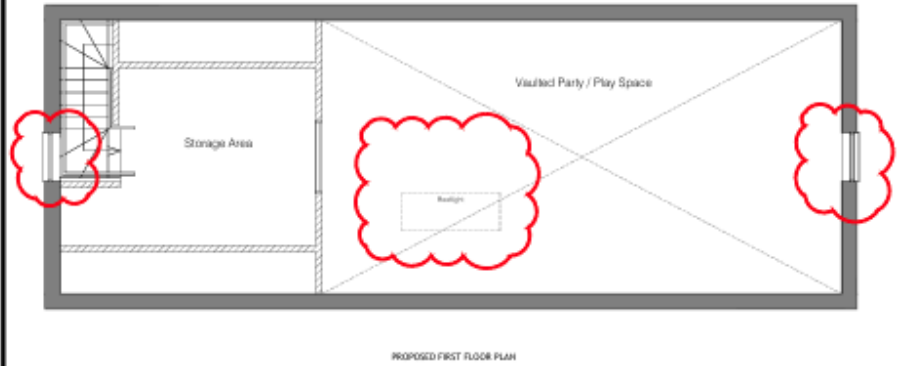 Vaulted Party / Play Space
Storage Area
Rooflight
PROPOSED FIRST FLOOR PLAN